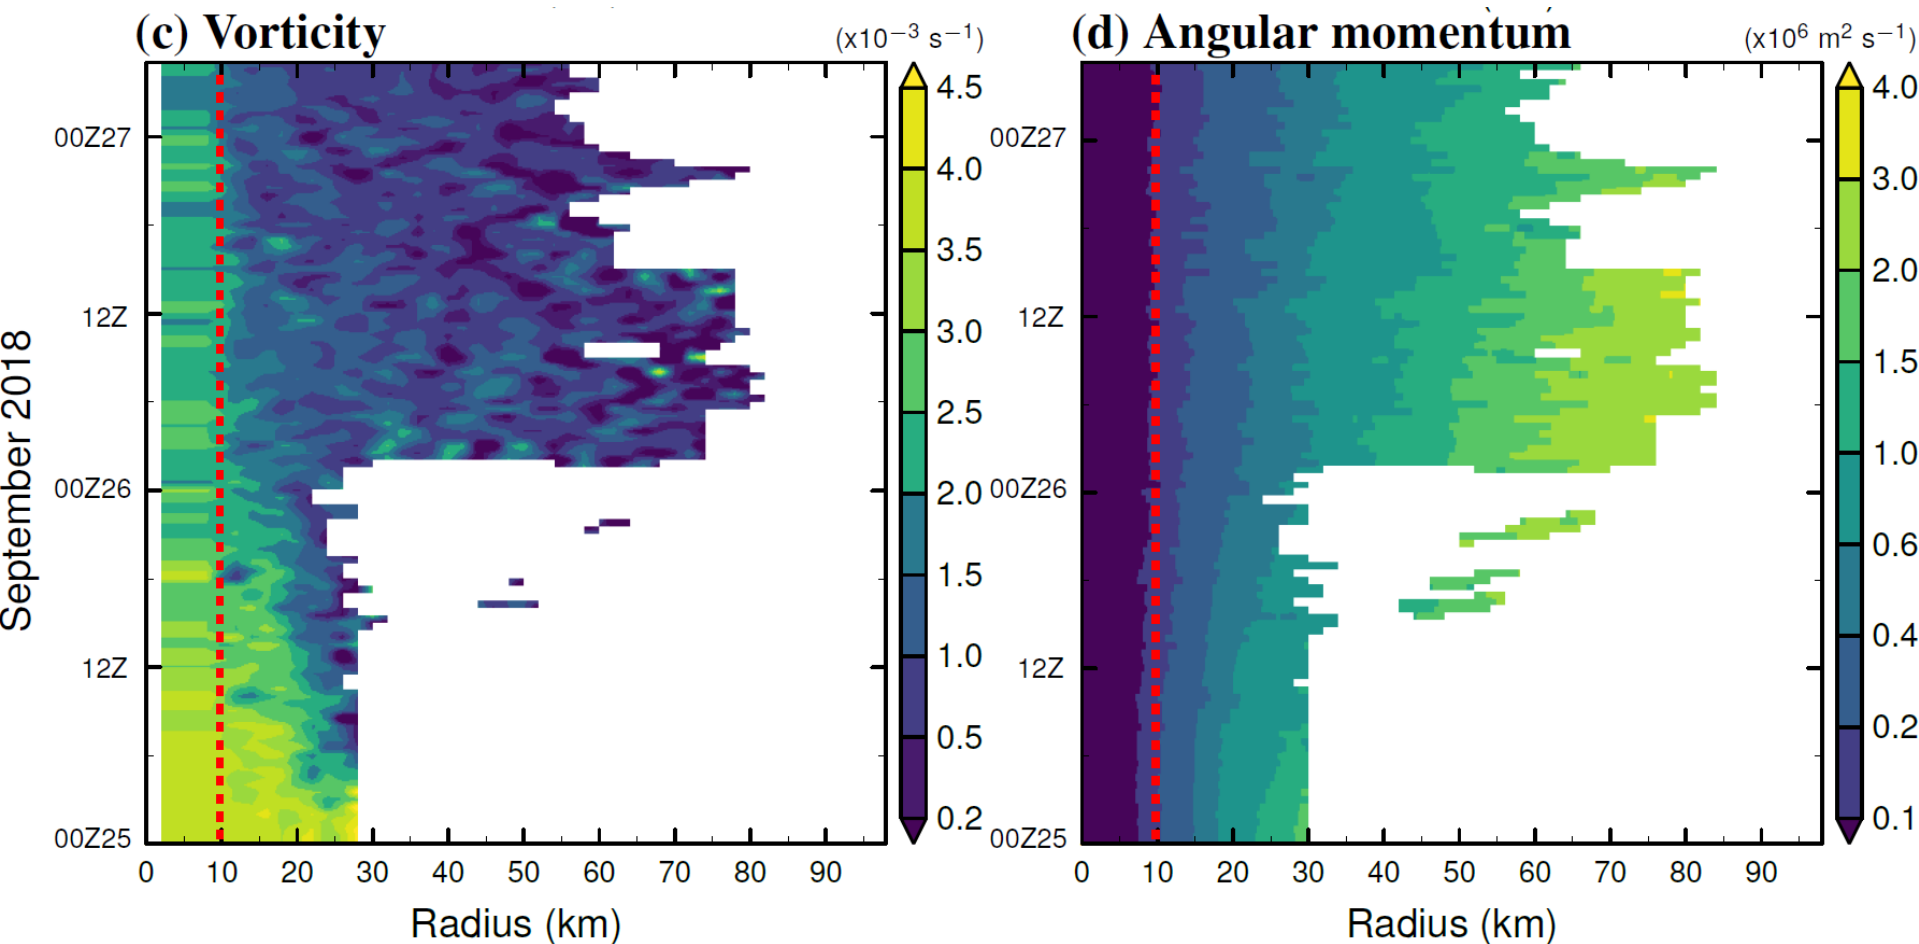 (c) Vorticity
(x10⁻³ s⁻¹)
00Z27
12Z
00Z26
12Z
00Z25
September 2018
0 10 20 30 40 50 60 70 80 90
Radius (km)
4.5
4.0
3.5
3.0
2.5
2.0
1.5
1.0
0.5
0.2
(d) Angular momentum
(x10⁶ m² s⁻¹)
00Z27
12Z
00Z26
12Z
00Z25
0 10 20 30 40 50 60 70 80 90
Radius (km)
4.0
3.0
2.0
1.5
1.0
0.6
0.4
0.2
0.1